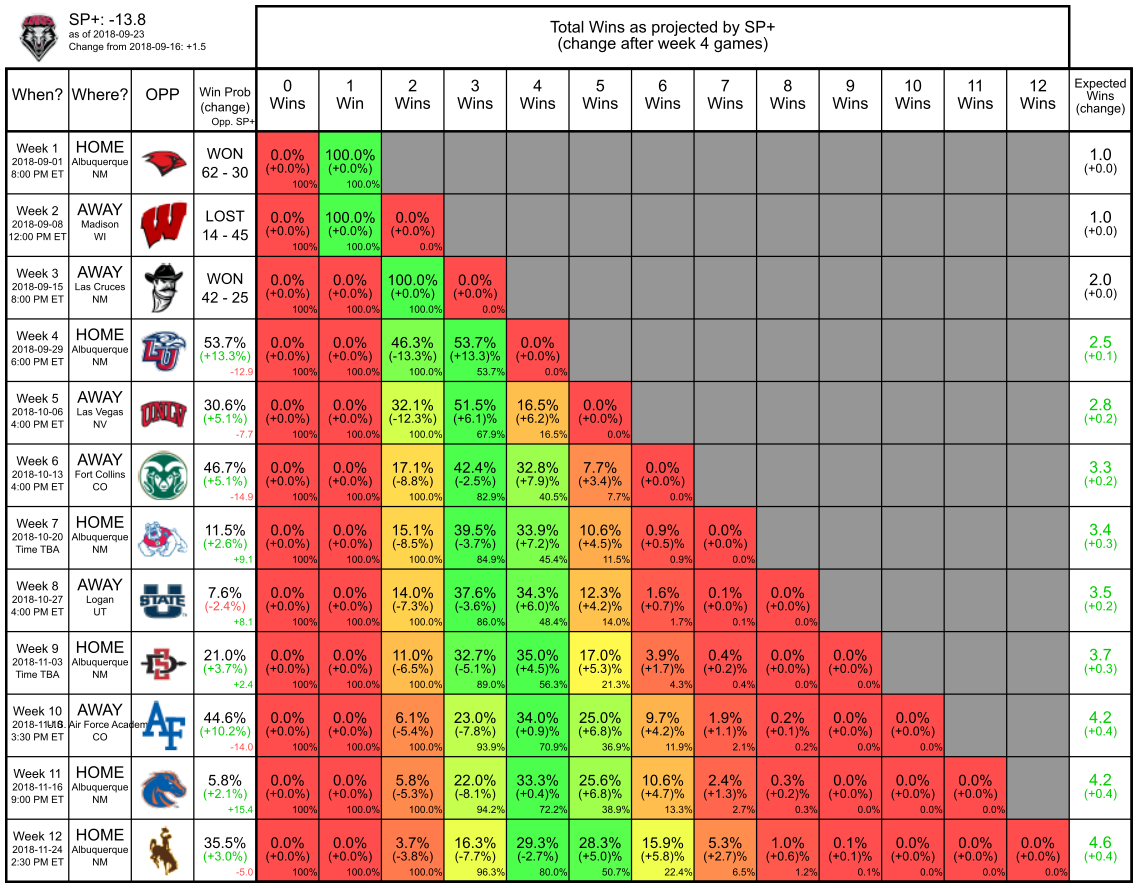 SP+: -13.8
as of 2018-09-23
Change from 2018-09-16: +1.5
Total Wins as projected by SP+
(change after week 4 games)
When? Where? OPP Win Prob (change) Opp. SP+ 0 Wins 1 Win 2 Wins 3 Wins 4 Wins 5 Wins 6 Wins 7 Wins 8 Wins 9 Wins 10 Wins 11 Wins 12 Wins Expected Wins (change)
Week 1 HOME WON 0.0% 100.0% 1.0
2018-09-01 Albuquerque 62 - 30 (+0.0%) (+0.0%) (+0.0)
8:00 PM ET NM 100% 100.0%
Week 2 AWAY LOST 0.0% 100.0% 0.0% 1.0
2018-09-08 Madison W 14 - 45 (+0.0%) (+0.0%) (+0.0%) (+0.0)
12:00 PM ET WI 100% 100.0% 0.0%
Week 3 AWAY WON 0.0% 0.0% 100.0% 0.0% 2.0
2018-09-15 Las Cruces 42 - 25 (+0.0%) (+0.0%) (+0.0%) (+0.0%) (+0.0)
8:00 PM ET NM 100% 100.0% 100.0% 0.0%
Week 4 HOME 53.7% 0.0% 0.0% 46.3% 53.7% 0.0% 2.5
2018-09-29 Albuquerque LU (+13.3%) (+0.0%) (+0.0%) (-13.3%) (+13.3)% (+0.0%) (+0.1)
6:00 PM ET NM -12.9 100% 100.0% 100.0% 53.7% 0.0%
Week 5 AWAY 30.6% 0.0% 0.0% 32.1% 51.5% 16.5% 0.0% 2.8
2018-10-06 Las Vegas UNLV (+5.1%) (+0.0%) (+0.0%) (-12.3%) (+6.1)% (+6.2)% (+0.0%) (+0.2)
4:00 PM ET NV -7.7 100% 100.0% 100.0% 67.9% 16.5% 0.0%
Week 6 AWAY 46.7% 0.0% 0.0% 17.1% 42.4% 32.8% 7.7% 0.0% 3.3
2018-10-13 Fort Collins (+5.1%) (+0.0%) (+0.0%) (-8.8%) (-2.5%) (+7.9)% (+3.4)% (+0.0%) (+0.2)
4:00 PM ET CO -14.9 100% 100.0% 100.0% 82.9% 40.5% 7.7% 0.0%
Week 7 HOME 11.5% 0.0% 0.0% 15.1% 39.5% 33.9% 10.6% 0.9% 0.0% 3.4
2018-10-20 Albuquerque (+2.6%) (+0.0%) (+0.0%) (-8.5%) (-3.7%) (+7.2)% (+4.5)% (+0.5)% (+0.0%) (+0.3)
Time TBA NM +9.1 100% 100.0% 100.0% 84.9% 45.4% 11.5% 0.9% 0.0%
Week 8 AWAY 7.6% 0.0% 0.0% 14.0% 37.6% 34.3% 12.3% 1.6% 0.1% 0.0% 3.5
2018-10-27 Logan U STATE (-2.4%) (+0.0%) (+0.0%) (-7.3%) (-3.6%) (+6.0)% (+4.2)% (+0.7)% (+0.0)% (+0.0%) (+0.2)
4:00 PM ET UT +8.1 100% 100.0% 100.0% 86.0% 48.4% 14.0% 1.7% 0.1% 0.0%
Week 9 HOME 21.0% 0.0% 0.0% 11.0% 32.7% 35.0% 17.0% 3.9% 0.4% 0.0% 0.0% 3.7
2018-11-03 Albuquerque SD (+3.7%) (+0.0%) (+0.0%) (-6.5%) (-5.1%) (+4.5)% (+5.3)% (+1.7)% (+0.2)% (+0.0%) (+0.0%) (+0.3)
Time TBA NM +2.4 100% 100.0% 100.0% 89.0% 56.3% 21.3% 4.3% 0.4% 0.0% 0.0%
Week 10 AWAY 44.6% 0.0% 0.0% 6.1% 23.0% 34.0% 25.0% 9.7% 1.9% 0.2% 0.0% 0.0% 4.2
Air Force AF (+10.2%) (+0.0%) (+0.0%) (-5.4%) (-7.8%) (+0.9)% (+6.8)% (+4.2)% (+1.1)% (+0.1)% (+0.0%) (+0.0%) (+0.4)
3:30 PM ET CO -14.0 100% 100.0% 100.0% 93.9% 70.9% 36.9% 11.9% 2.1% 0.2% 0.0% 0.0%
Week 11 HOME 5.8% 0.0% 0.0% 5.8% 22.0% 33.3% 25.6% 10.6% 2.4% 0.3% 0.0% 0.0% 0.0% 4.2
2018-11-16 Albuquerque (+2.1%) (+0.0%) (+0.0%) (-5.3%) (-8.1%) (+0.4)% (+6.8)% (+4.7)% (+1.3)% (+0.2)% (+0.0%) (+0.0%) (+0.0%) (+0.4)
9:00 PM ET NM +15.4 100% 100.0% 100.0% 94.2% 72.2% 38.9% 13.3% 2.7% 0.3% 0.0% 0.0% 0.0%
Week 12 HOME 35.5% 0.0% 0.0% 3.7% 16.3% 29.3% 28.3% 15.9% 5.3% 1.0% 0.1% 0.0% 0.0% 0.0% 4.6
2018-11-24 Albuquerque (+3.0%) (+0.0%) (+0.0%) (-3.8%) (-7.7%) (-2.7%) (+5.0)% (+5.8)% (+2.7)% (+0.6)% (+0.1)% (+0.0%) (+0.0%) (+0.0%) (+0.4)
2:30 PM ET NM -5.0 100% 100.0% 100.0% 96.3% 80.0% 50.7% 22.4% 6.5% 1.2% 0.1% 0.0% 0.0% 0.0%